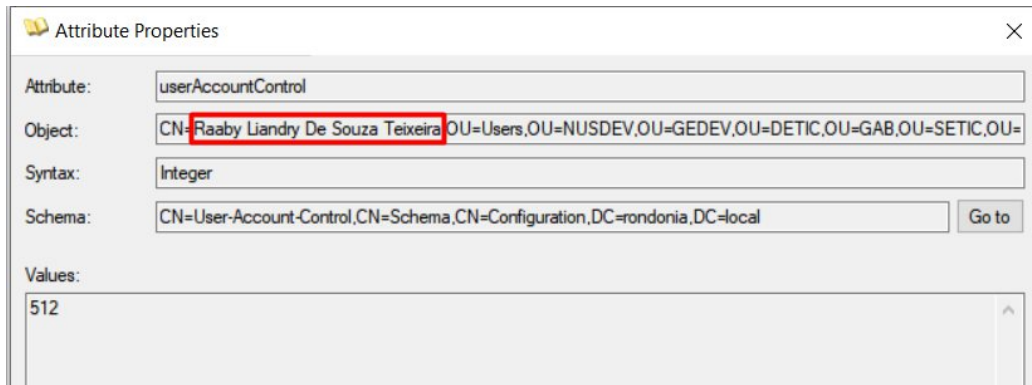 Attribute Properties
Attribute: userAccountControl
Object: CN=Raaby Liandry De Souza Teixeira,OU=Users,OU=NUSDEV,OU=GEDEV,OU=DETIC,OU=GAB,OU=SETIC,OU=
Syntax: Integer
Schema: CN=User-Account-Control,CN=Schema,CN=Configuration,DC=rondonia,DC=local Go to
Values:
512